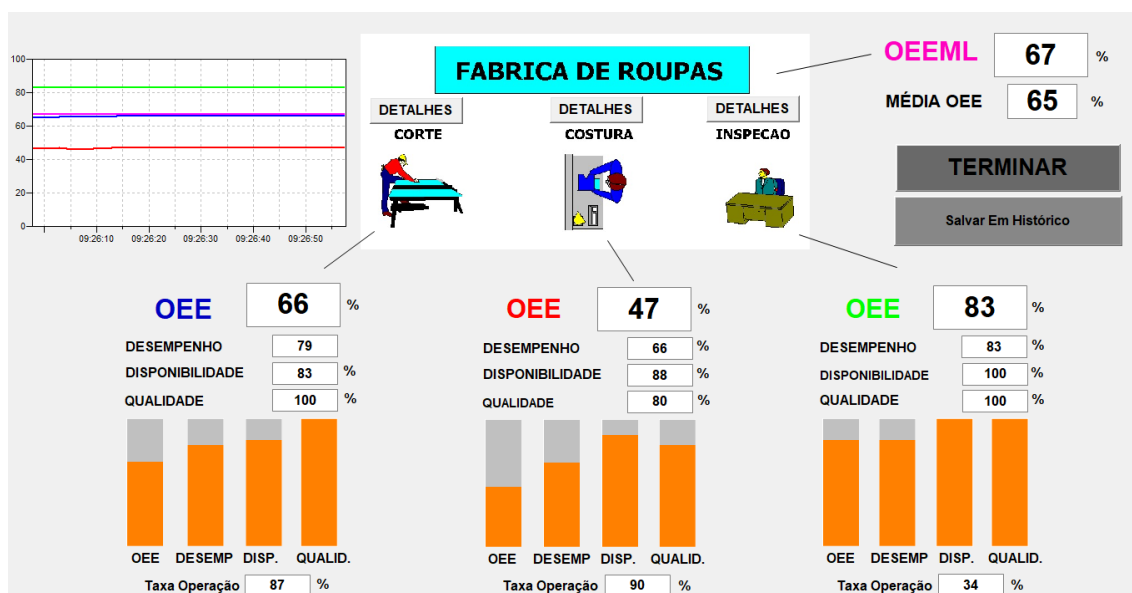 FABRICA DE ROUPAS
DETALHES DETALHES DETALHES
CORTE COSTURA INSPECAO
OEEML 67 %
MÉDIA OEE 65 %
TERMINAR
Salvar Em Histórico
100
80
60
40
20
0
09:26:10 09:26:20 09:26:30 09:26:40 09:26:50
OEE 66 %
DESEMPENHO 79
DISPONIBILIDADE 83 %
QUALIDADE 100 %
OEE DESEMP DISP. QUALID.
Taxa Operação 87 %
OEE 47 %
DESEMPENHO 66 %
DISPONIBILIDADE 88 %
QUALIDADE 80 %
OEE DESEMP DISP. QUALID.
Taxa Operação 90 %
OEE 83 %
DESEMPENHO 83 %
DISPONIBILIDADE 100 %
QUALIDADE 100 %
OEE DESEMP DISP. QUALID.
Taxa Operação 34 %